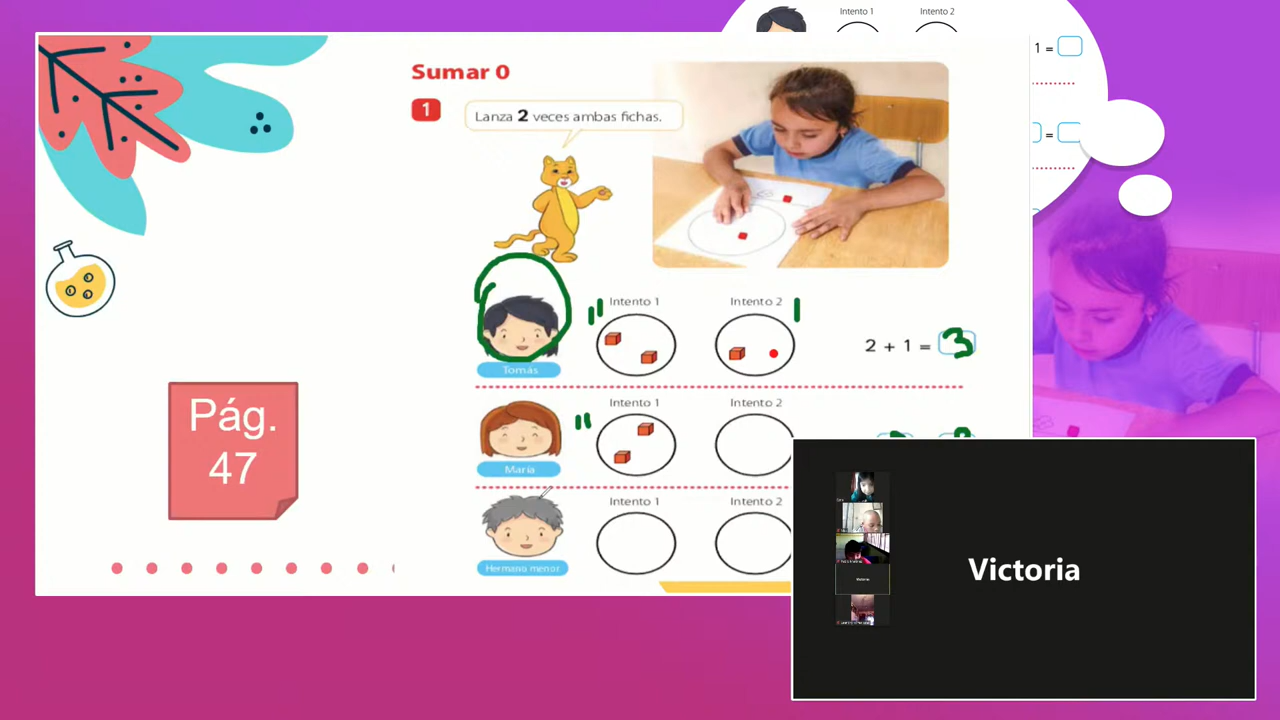 Intento 1 Intento 2
1 =
=
Sumar 0
1
Lanza 2 veces ambas fichas.
Intento 1 Intento 2
2 + 1 = 3
Tomás
Intento 1 Intento 2
María
Intento 1 Intento 2
Hermano menor
Pág.
47
Victoria